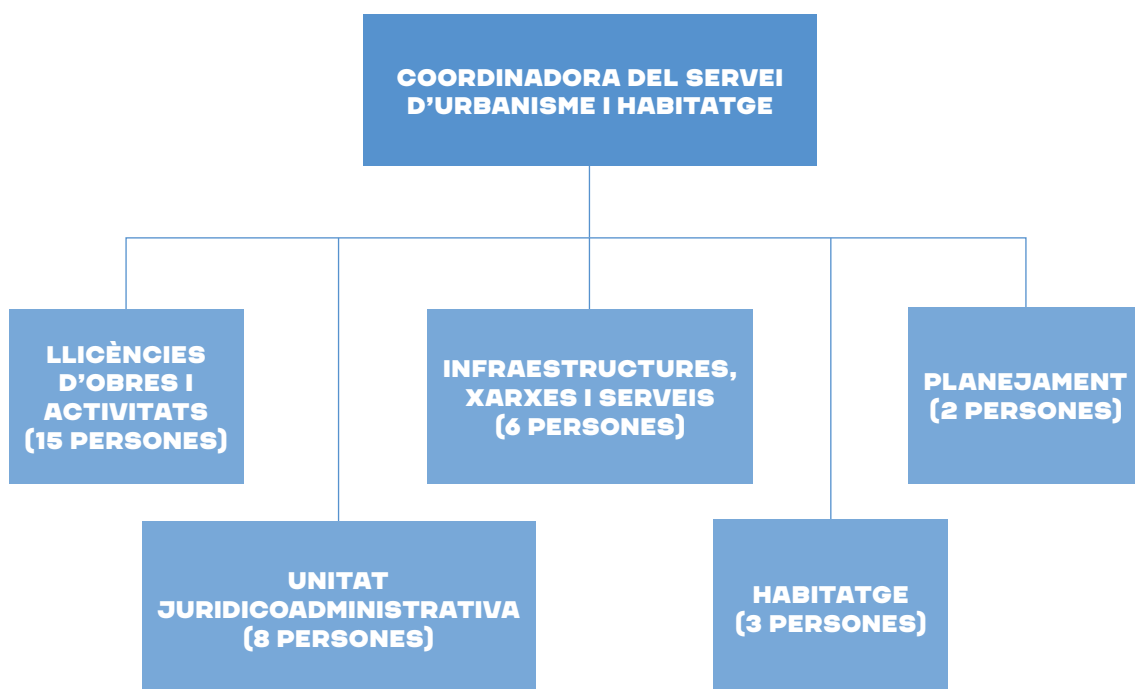 COORDINADORA DEL SERVEI
D'URBANISME I HABITATGE
LLICÈNCIES
D'OBRES I
ACTIVITATS
(15 PERSONES)
INFRAESTRUCTURES,
XARXES I SERVEIS
(6 PERSONES)
PLANEJAMENT
(2 PERSONES)
UNITAT
JURIDICOADMINISTRATIVA
(8 PERSONES)
HABITATGE
(3 PERSONES)